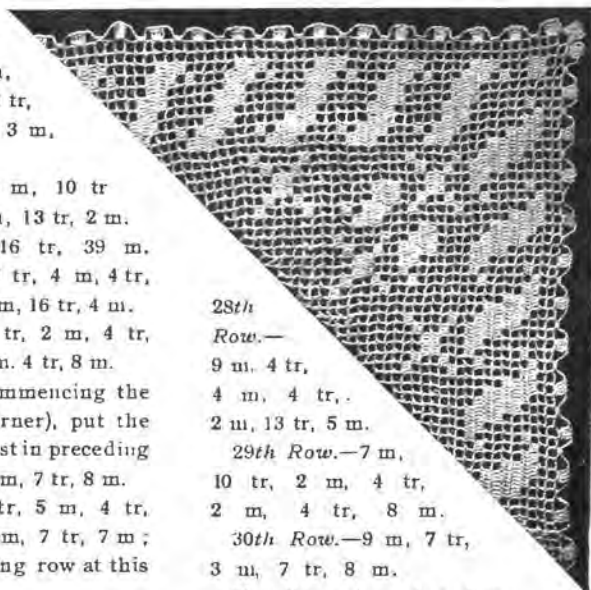 tr,
3 m,
m, 10 tr
13 tr, 2 m.
16 tr, 39 m.
tr, 4 m, 4 tr,
m, 16 tr, 4 m.
tr, 2 m, 4 tr,
m. 4 tr, 8 m.
mmencing the
rner), put the
st in preceding
m, 7 tr, 8 m.
tr, 5 m, 4 tr,
m, 7 tr, 7 m ;
ng row at this
28th
Row.—
9 m. 4 tr,
4 m, 4 tr, .
2 m, 13 tr, 5 m.
29th Row.—7 m,
10 tr, 2 m, 4 tr,
2 m, 4 tr, 8 m.
30th Row.—9 m, 7 tr,
3 m, 7 tr, 8 m.